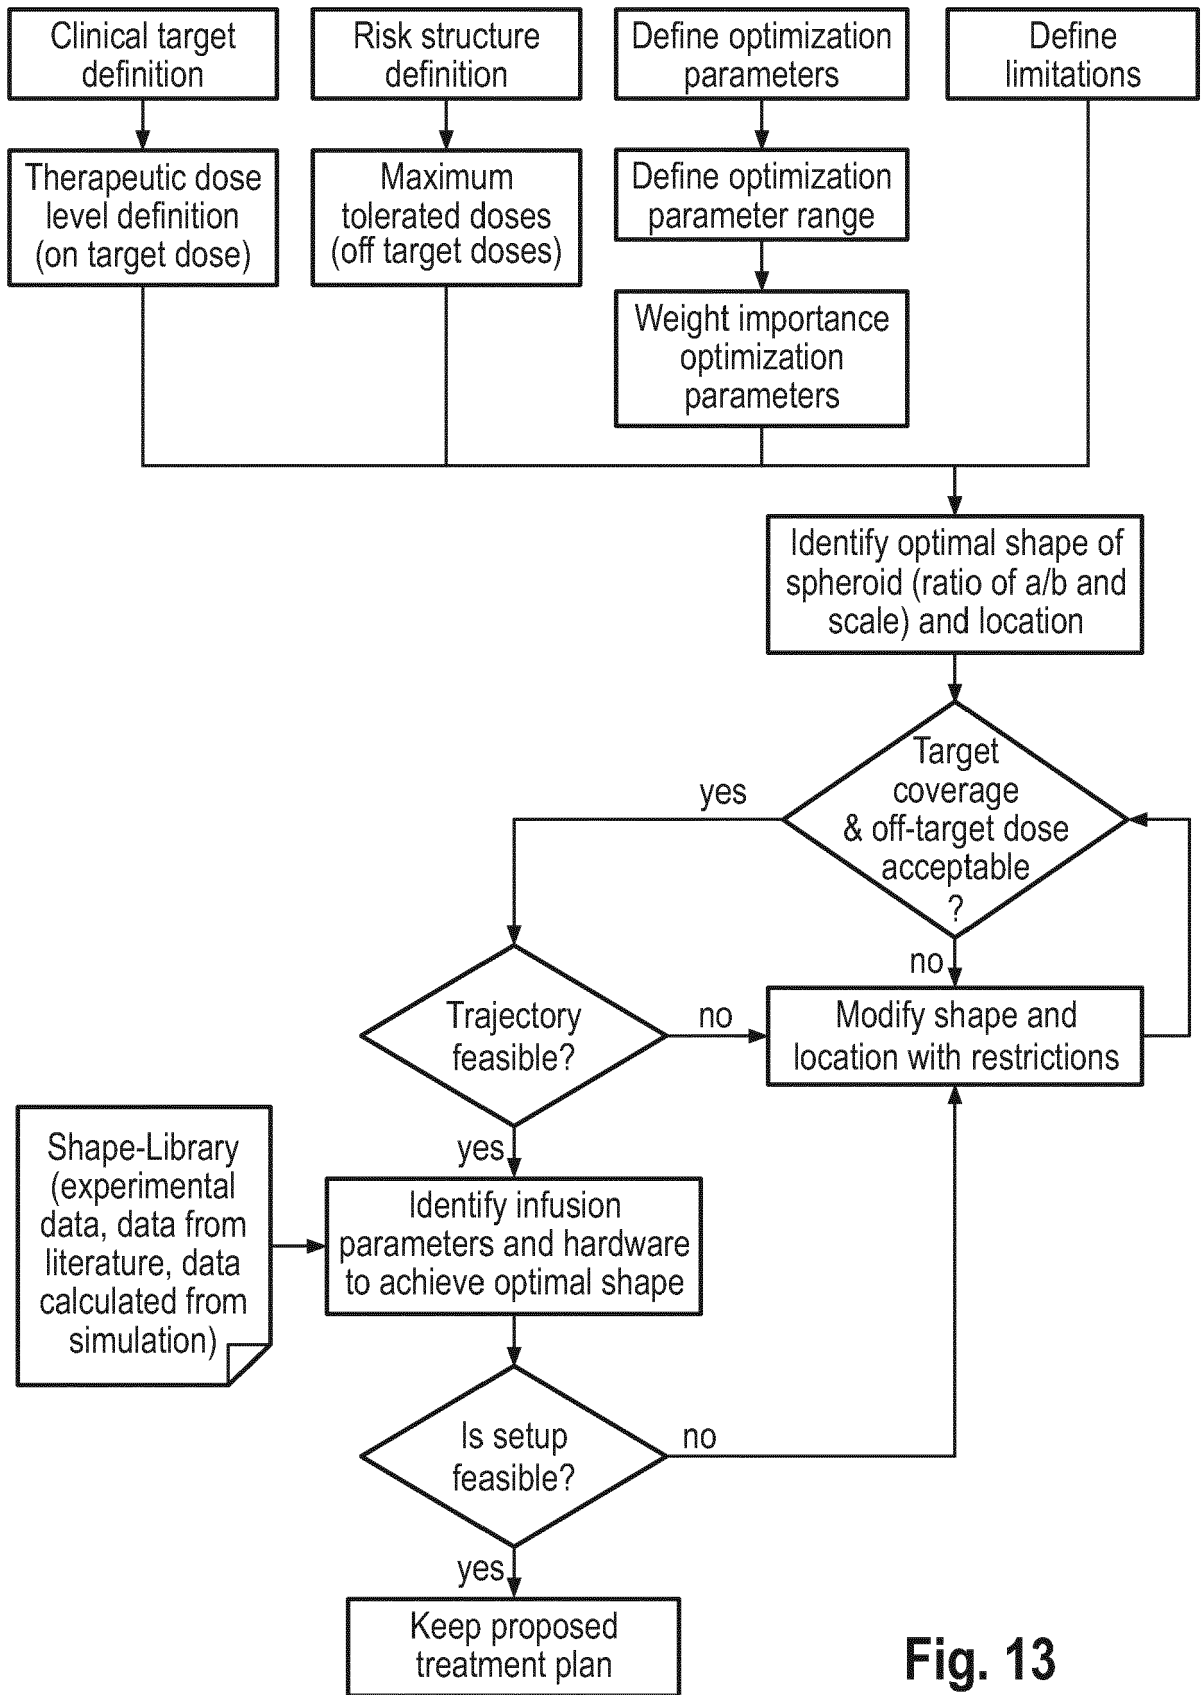 Clinical target
definition
Risk structure
definition
Define optimization
parameters
Define
limitations
Therapeutic dose
level definition
(on target dose)
Maximum
tolerated doses
(off target doses)
Define optimization
parameter range
Weight importance
optimization
parameters
Identify optimal shape of
spheroid (ratio of a/b and
scale) and location
Target
coverage
& off-target dose
acceptable
?
yes
no
Trajectory
feasible?
no
Modify shape and
location with restrictions
yes
Shape-Library
(experimental
data, data from
literature, data
calculated from
simulation)
Identify infusion
parameters and hardware
to achieve optimal shape
Is setup
feasible?
no
yes
Keep proposed
treatment plan
Fig. 13